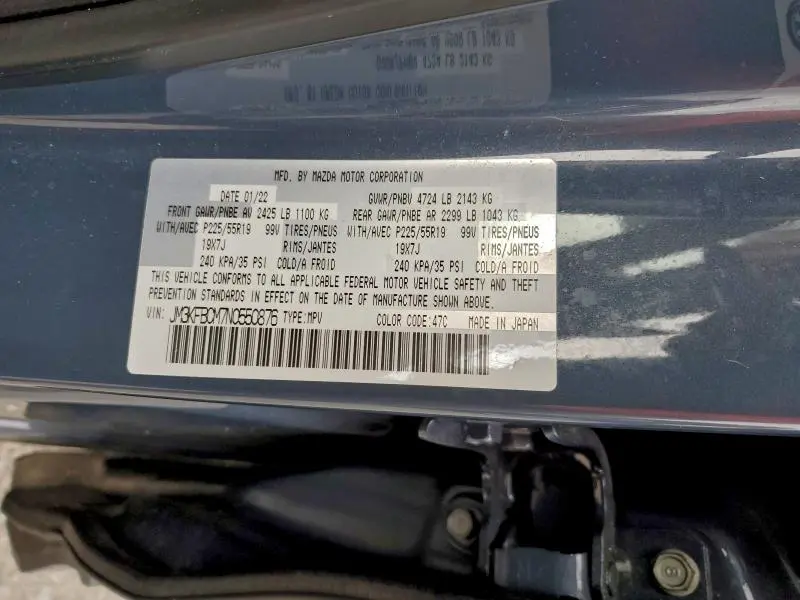 MFD. BY MAZDA MOTOR CORPORATION
DATE 01/22 GVWR/PNBV 4724 LB 2143 KG
FRONT GAWR/PNBE AV 2425 LB 1100 KG REAR GAWR/PNBE AR 2299 LB 1043 KG
WITH/AVEC P225/55R19 99V TIRES/PNEUS WITH/AVEC P225/55R19 99V TIRES/PNEUS
19X7J RIMS/JANTES 19X7J RIMS/JANTES
240 KPA/35 PSI COLD/A FROID 240 KPA/35 PSI COLD/A FROID
THIS VEHICLE CONFORMS TO ALL APPLICABLE FEDERAL MOTOR VEHICLE SAFETY AND THEFT
PREVENTION STANDARDS IN EFFECT ON THE DATE OF MANUFACTURE SHOWN ABOVE.
VIN: JM3KFBCM7N0550876 TYPE:MPV COLOR CODE:47C MADE IN JAPAN
8